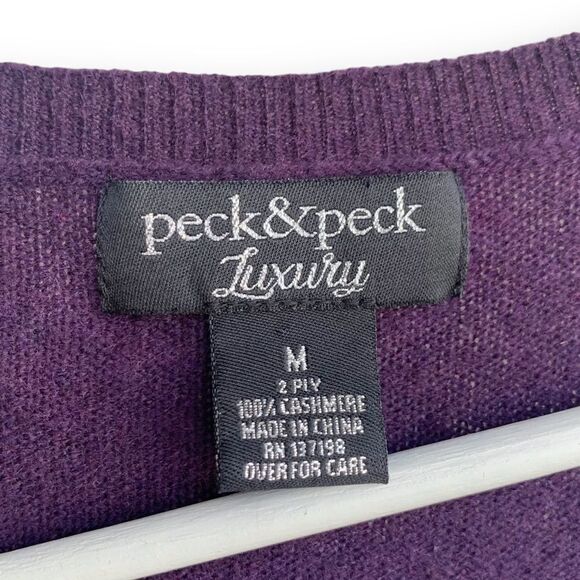 peck&peck
Luxury
M
2 PLY
100% CASHMERE
MADE IN CHINA
RN 137198
OVER FOR CARE